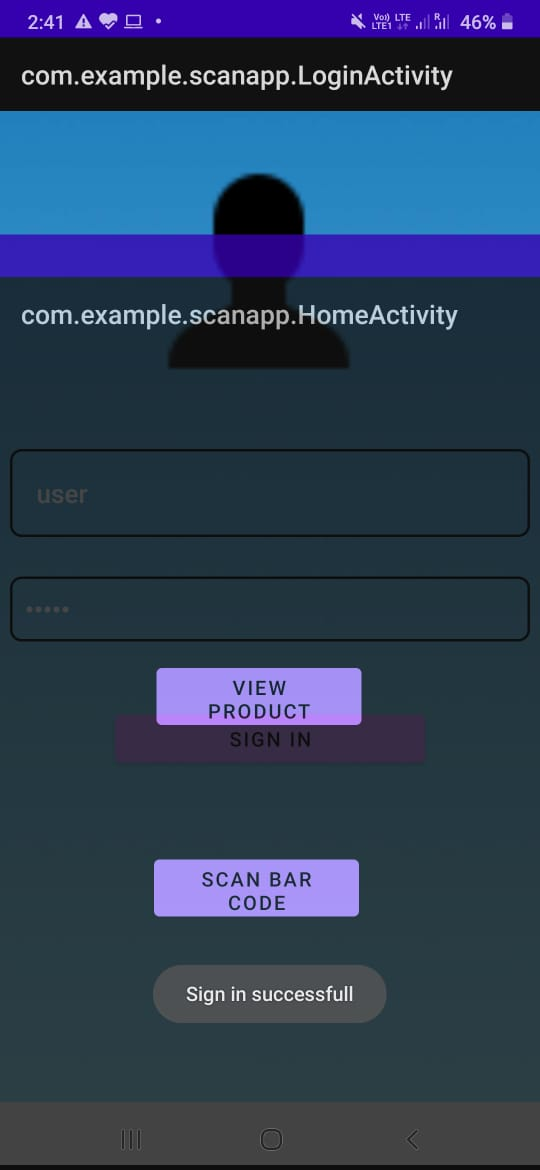 2:41 Vo)) LTE LTE1 R 46%
com.example.scanapp.LoginActivity
com.example.scanapp.HomeActivity
user
•••••
VIEW
PRODUCT
SIGN IN
SCAN BAR
CODE
Sign in successfull